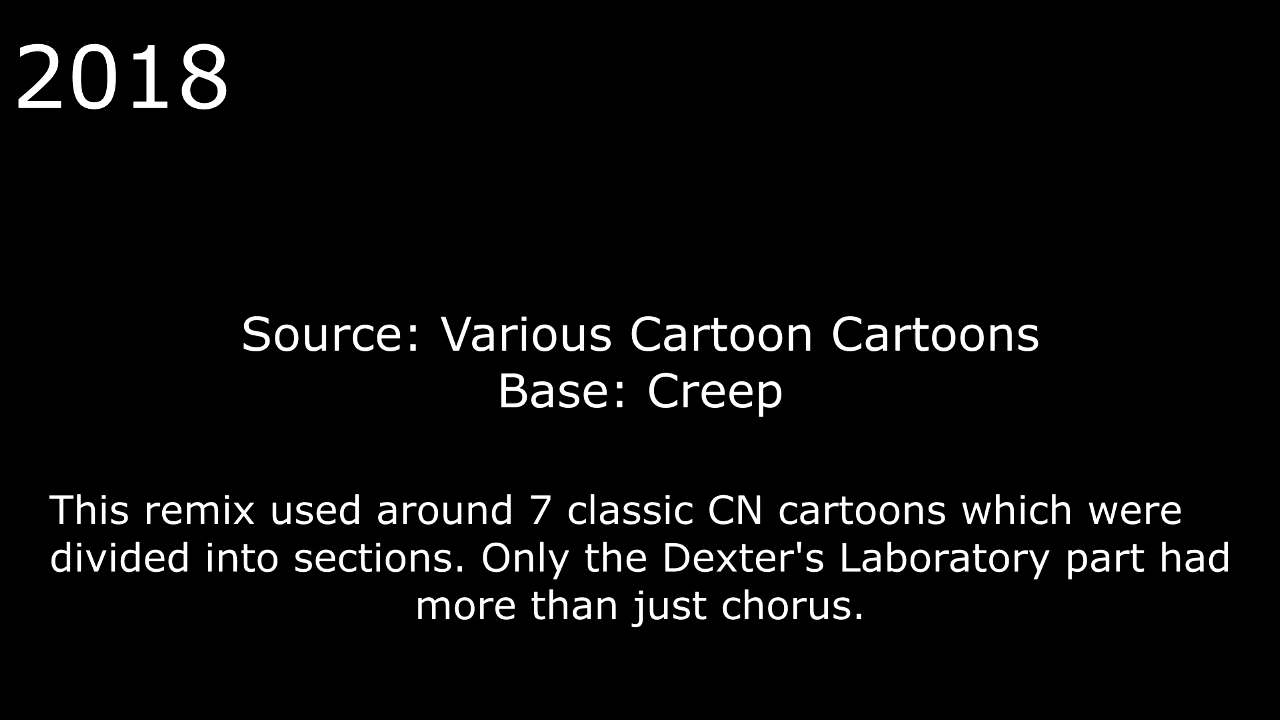 2018
Source: Various Cartoon Cartoons
Base: Creep
This remix used around 7 classic CN cartoons which were
divided into sections. Only the Dexter's Laboratory part had
more than just chorus.